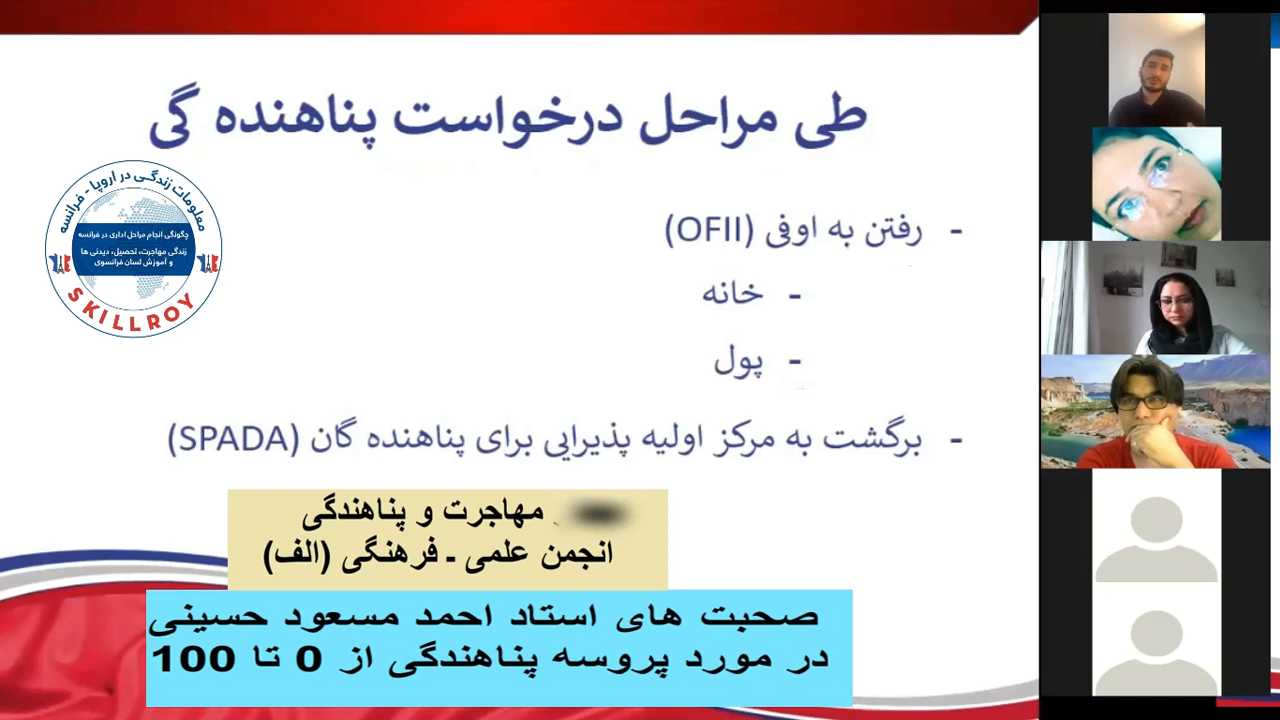 طی مراحل درخواست پناهنده گی
معلومات زندگی در اروپا - فرانسه
چگونگی انجام مراحل اداری در فرانسه
زندگی مهاجرت، تحصیل، دیدنی ها
و آموزش لسان فرانسوی
SKILLROY
- رفتن به اوفی (OFII)
- خانه
- پول
- برگشت به مرکز اولیه پذیرایی برای پناهنده گان (SPADA)
مهاجرت و پناهندگی
انجمن علمی ـ فرهنگی (الف)
صحبت های استاد احمد مسعود حسینی
در مورد پروسه پناهندگی از 0 تا 100